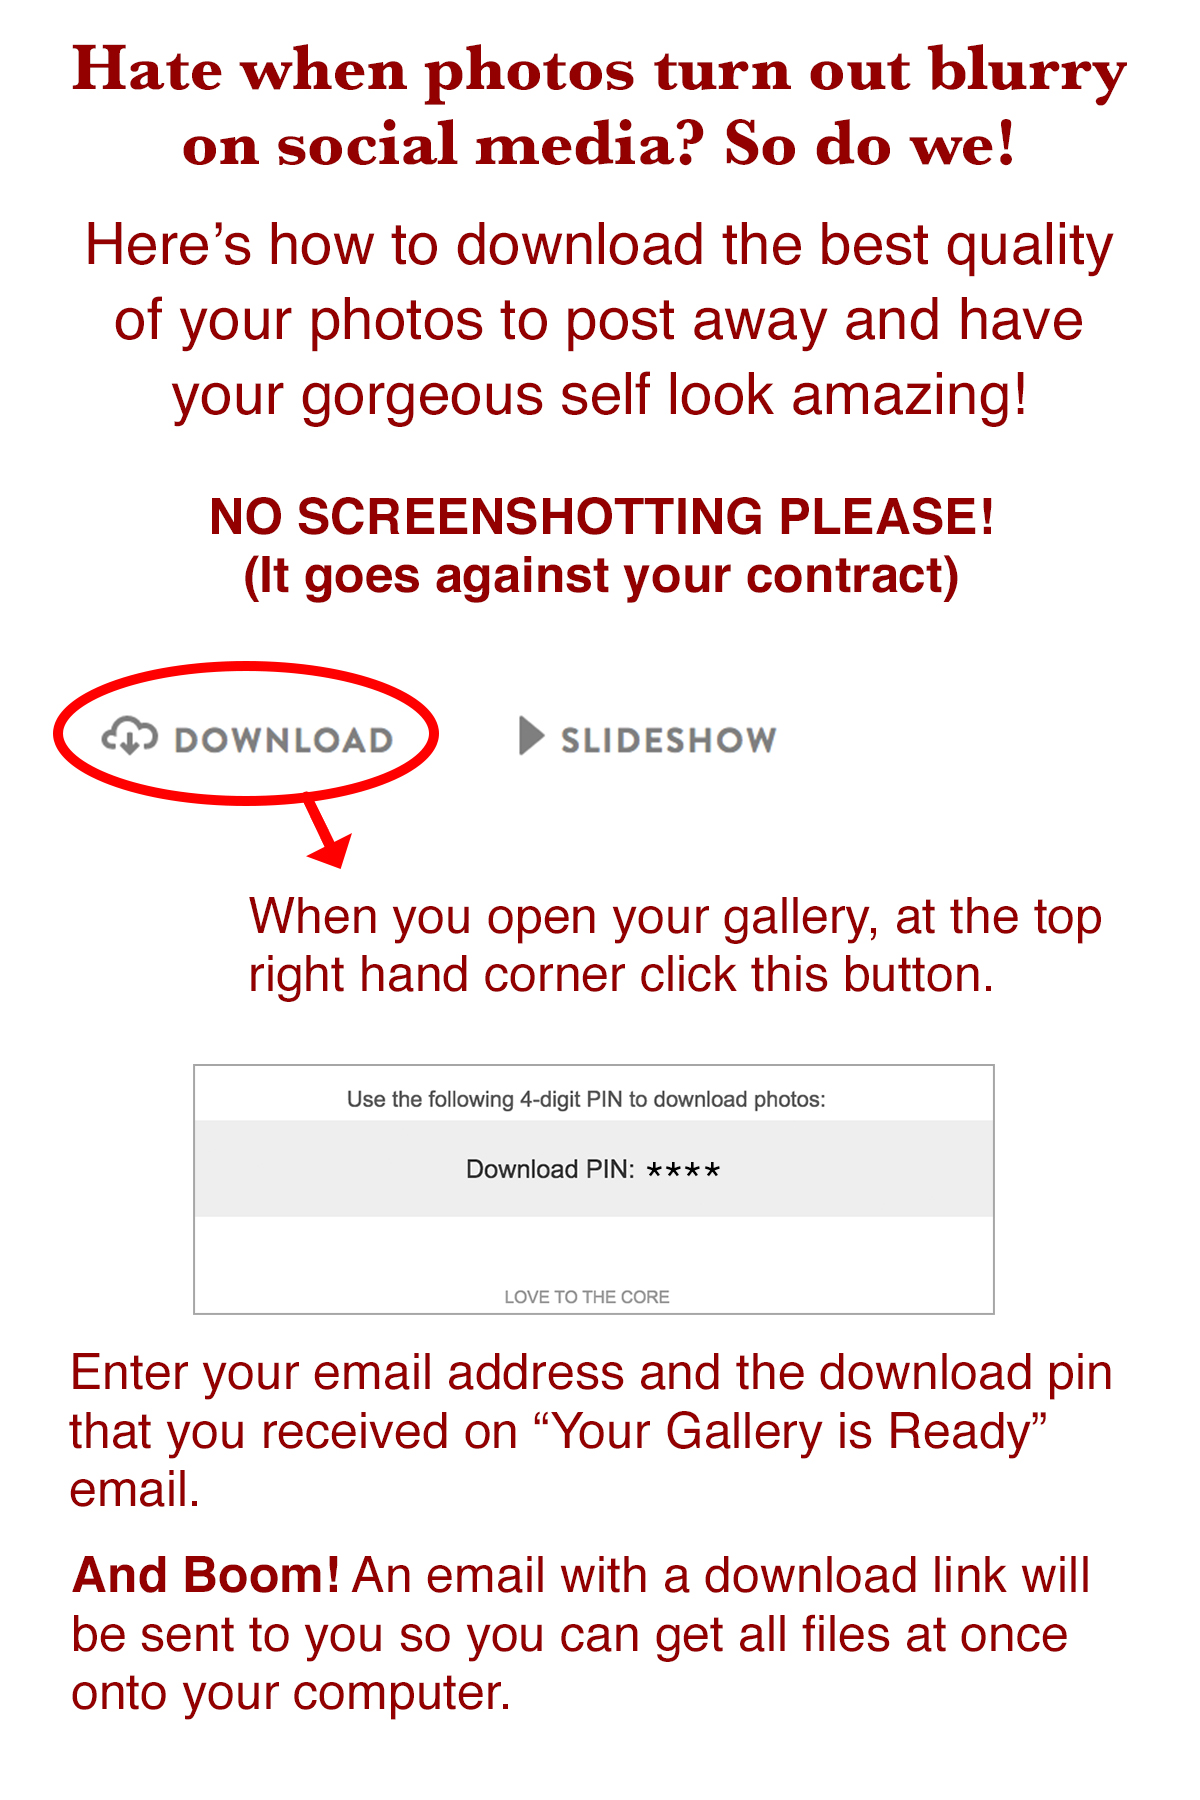 Hate when photos turn out blurry
on social media? So do we!
Here’s how to download the best quality
of your photos to post away and have
your gorgeous self look amazing!
NO SCREENSHOTTING PLEASE!
(It goes against your contract)
DOWNLOAD
SLIDESHOW
When you open your gallery, at the top
right hand corner click this button.
Use the following 4-digit PIN to download photos:
Download PIN: ****
LOVE TO THE CORE
Enter your email address and the download pin
that you received on “Your Gallery is Ready”
email.
And Boom! An email with a download link will
be sent to you so you can get all files at once
onto your computer.